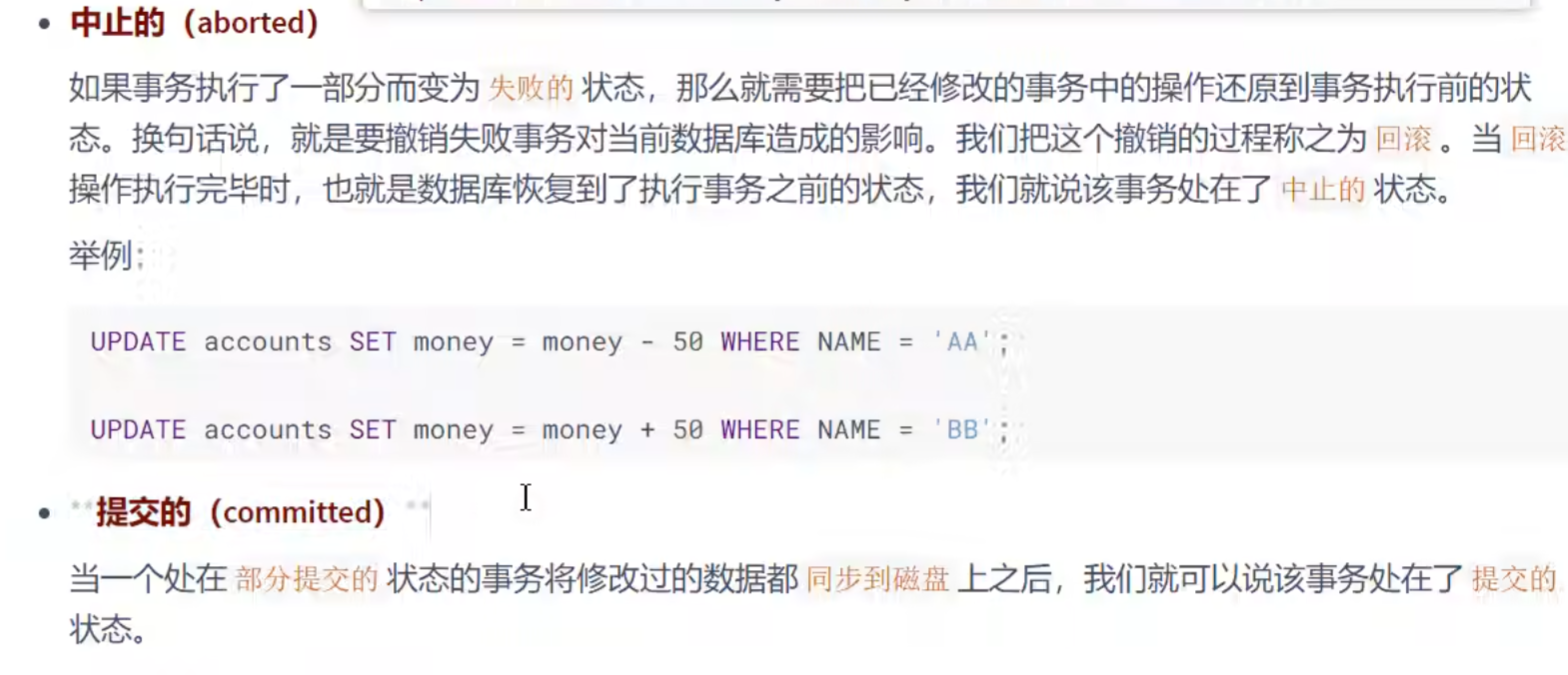 中止的（aborted）
如果事务执行了一部分而变为 失败的 状态，那么就需要把已经修改的事务中的操作还原到事务执行前的状
态。换句话说，就是要撤销失败事务对当前数据库造成的影响。我们把这个撤销的过程称之为 回滚 。当 回滚
操作执行完毕时，也就是数据库恢复到了执行事务之前的状态，我们就说该事务处在了 中止的 状态。
举例：
UPDATE accounts SET money = money - 50 WHERE NAME = 'AA';
UPDATE accounts SET money = money + 50 WHERE NAME = 'BB';
**提交的（committed）**
当一个处在 部分提交的 状态的事务将修改过的数据都 同步到磁盘 上之后，我们就可以说该事务处在了 提交的
状态。